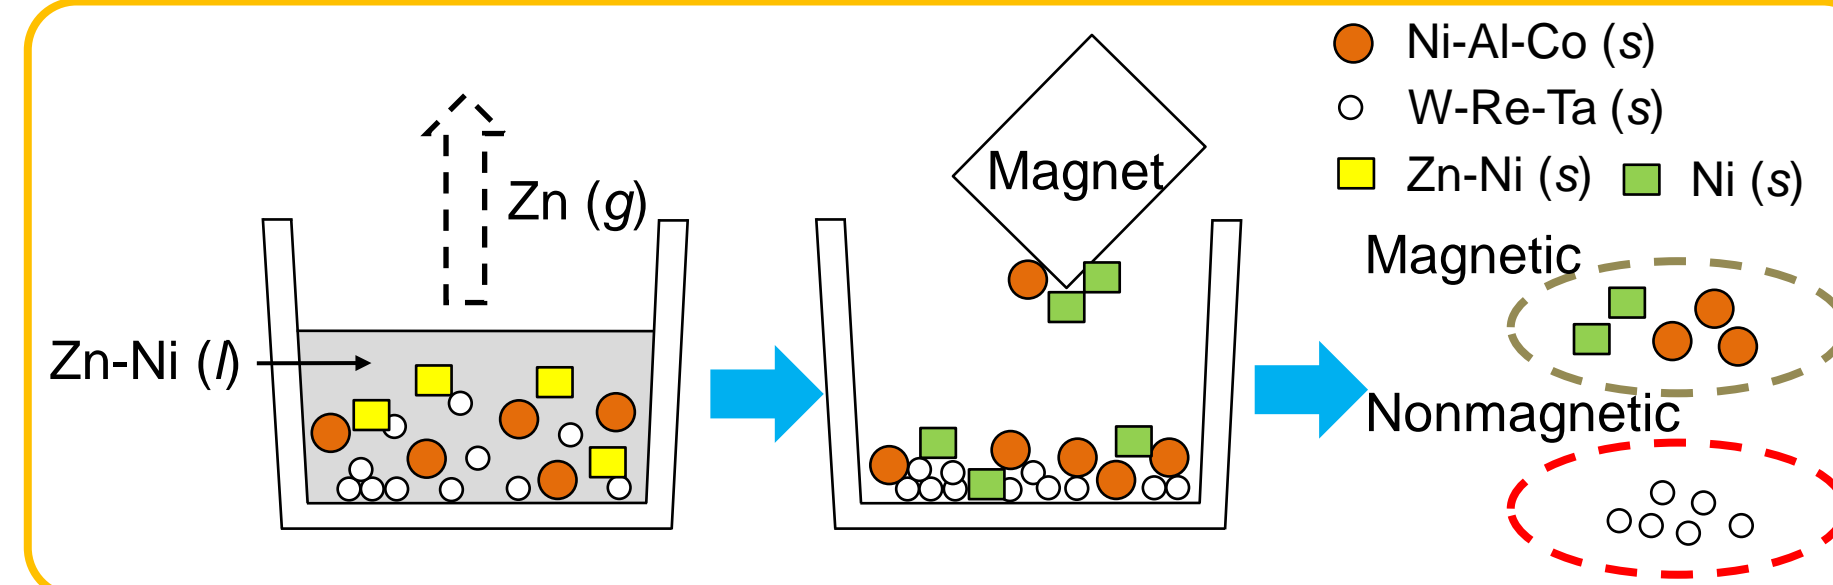 Zn (g)
Zn-Ni (l)
Magnet
Ni-Al-Co (s)
W-Re-Ta (s)
Zn-Ni (s) Ni (s)
Magnetic
Nonmagnetic